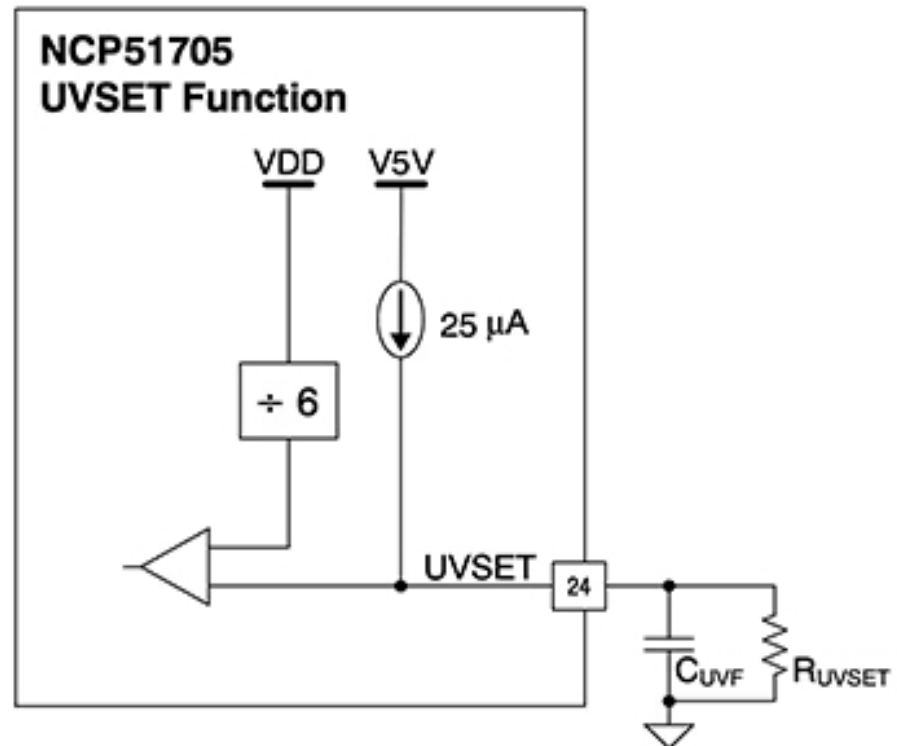 NCP51705
UVSET Function
VDD V5V
25 µA
÷ 6
UVSET
24
CUVF
RUVSET